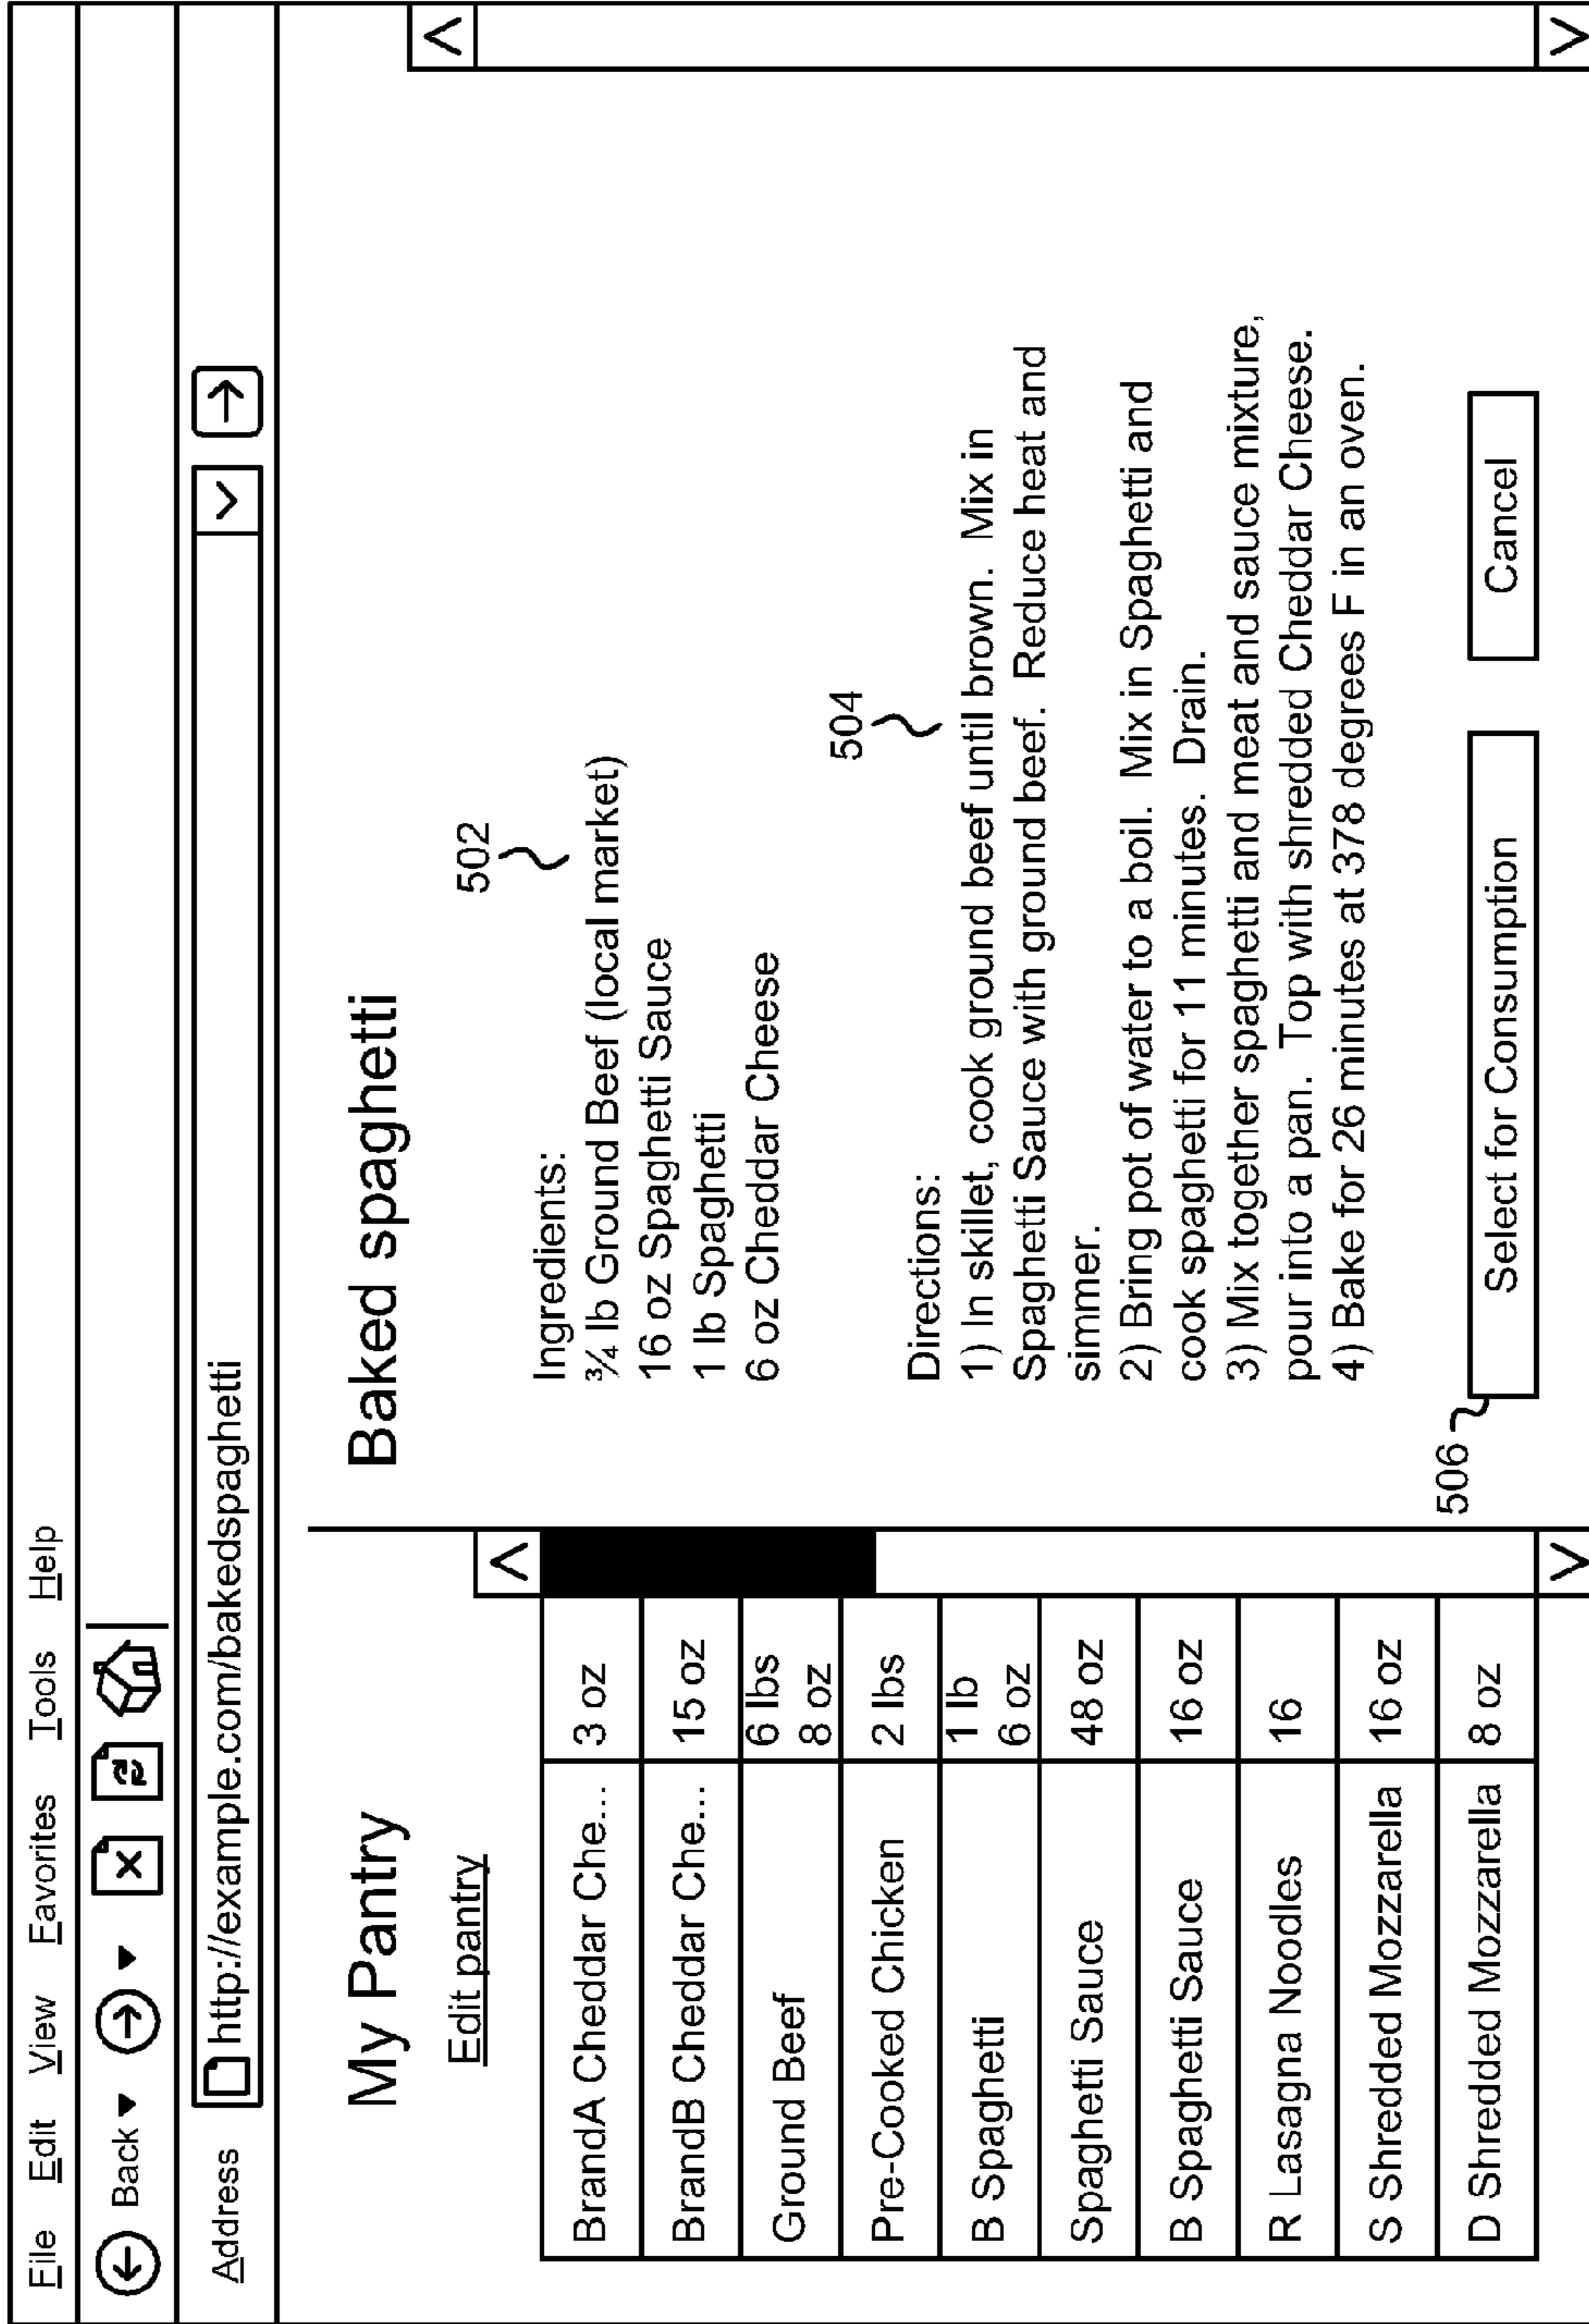 File Edit View Favorites Tools Help
Back
Address http://example.com/bakedspaghetti
My Pantry
Edit pantry
BrandA Cheddar Che... 3 oz
BrandB Cheddar Che... 15 oz
Ground Beef 6 lbs 8 oz
Pre-Cooked Chicken 2 lbs
B Spaghetti 1 lb 6 oz
Spaghetti Sauce 48 oz
B Spaghetti Sauce 16 oz
R Lasagna Noodles 16
S Shredded Mozzarella 16 oz
D Shredded Mozzarella 8 oz
Baked spaghetti
502
Ingredients:
¾ lb Ground Beef (local market)
16 oz Spaghetti Sauce
1 lb Spaghetti
6 oz Cheddar Cheese
504
Directions:
1) In skillet, cook ground beef until brown. Mix in
Spaghetti Sauce with ground beef. Reduce heat and
simmer.
2) Bring pot of water to a boil. Mix in Spaghetti and
cook spaghetti for 11 minutes. Drain.
3) Mix together spaghetti and meat and sauce mixture,
pour into a pan. Top with shredded Cheddar Cheese.
4) Bake for 26 minutes at 378 degrees F in an oven.
506
Select for Consumption
Cancel